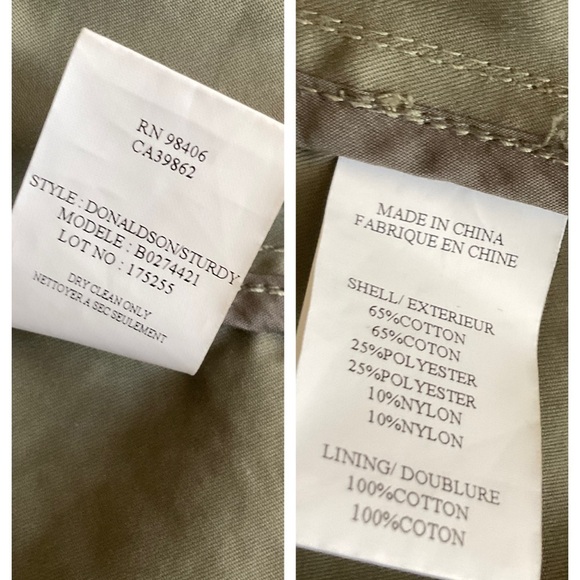 RN 98406
CA39862
STYLE : DONALDSON/STURDY
MODELE : B0274421
LOT NO : 175255
DRY CLEAN ONLY
NETTOYER A SEC SEULEMENT
MADE IN CHINA
FABRIQUE EN CHINE
SHELL/ EXTERIEUR
65%COTTON
65%COTON
25%POLYESTER
25%POLYESTER
10%NYLON
10%NYLON
LINING/ DOUBLURE
100%COTTON
100%COTON